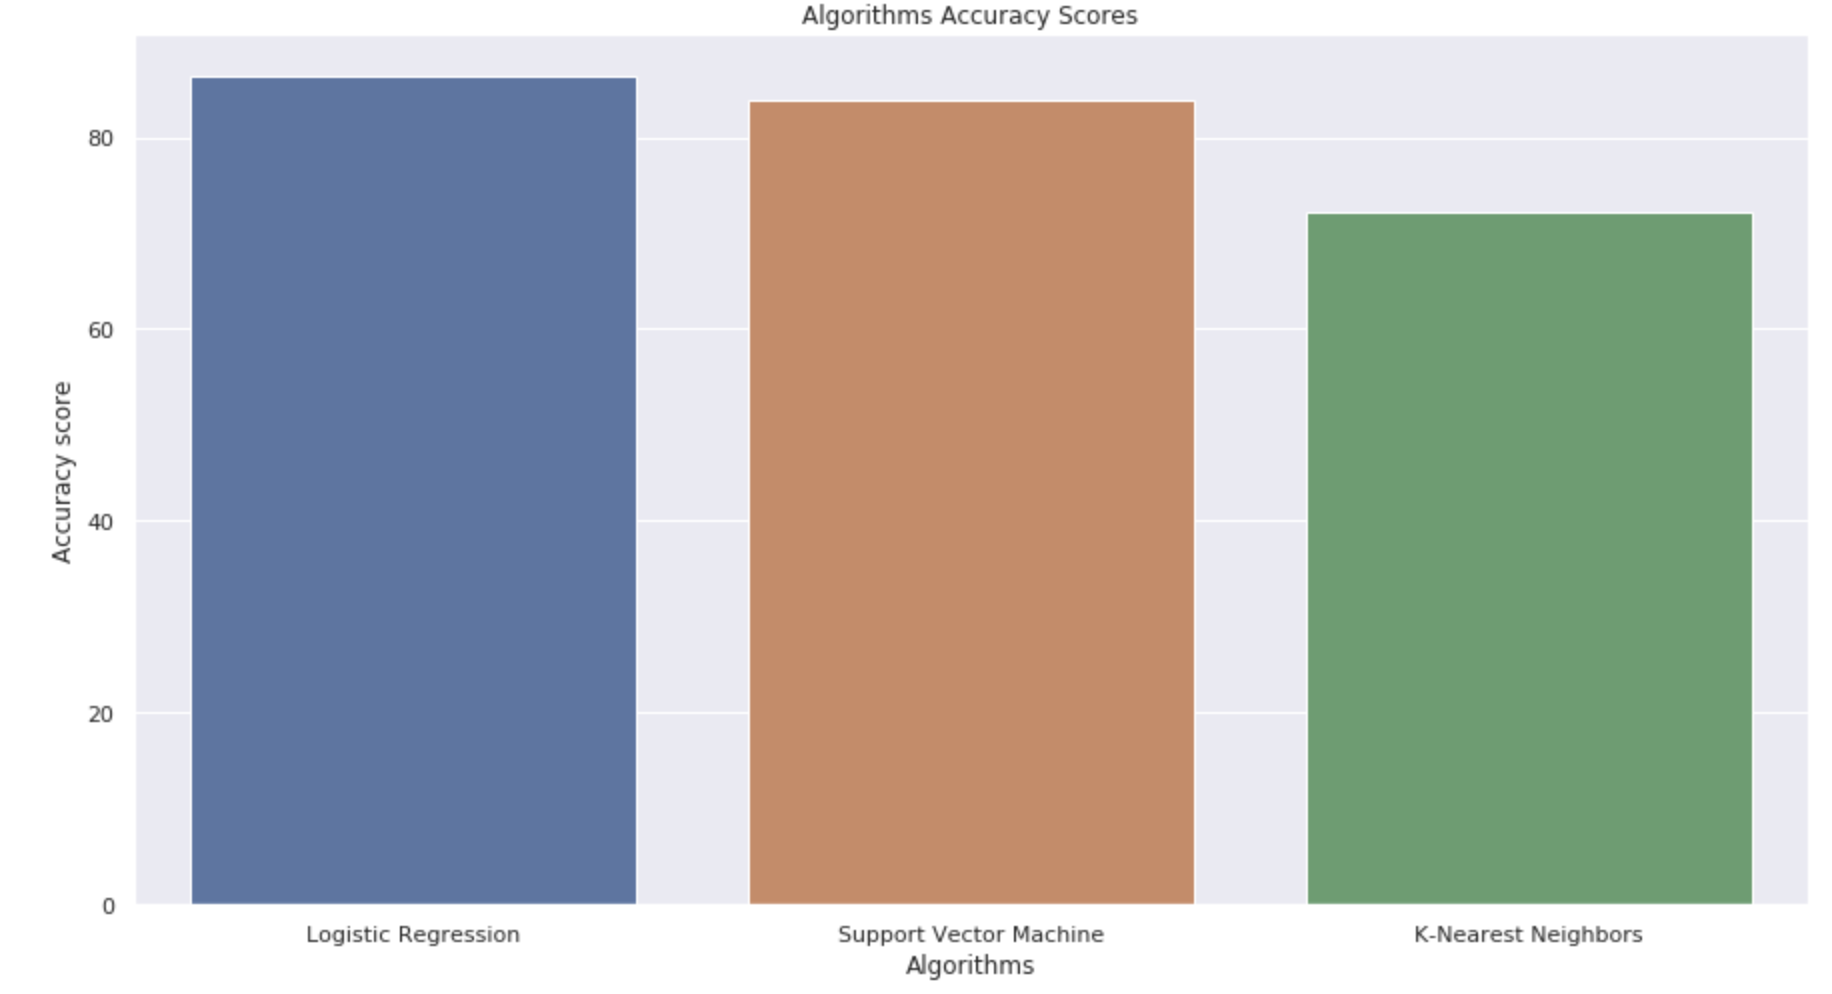 Algorithms Accuracy Scores
80
60
40
20
0
Accuracy score
Logistic Regression
Support Vector Machine
K-Nearest Neighbors
Algorithms